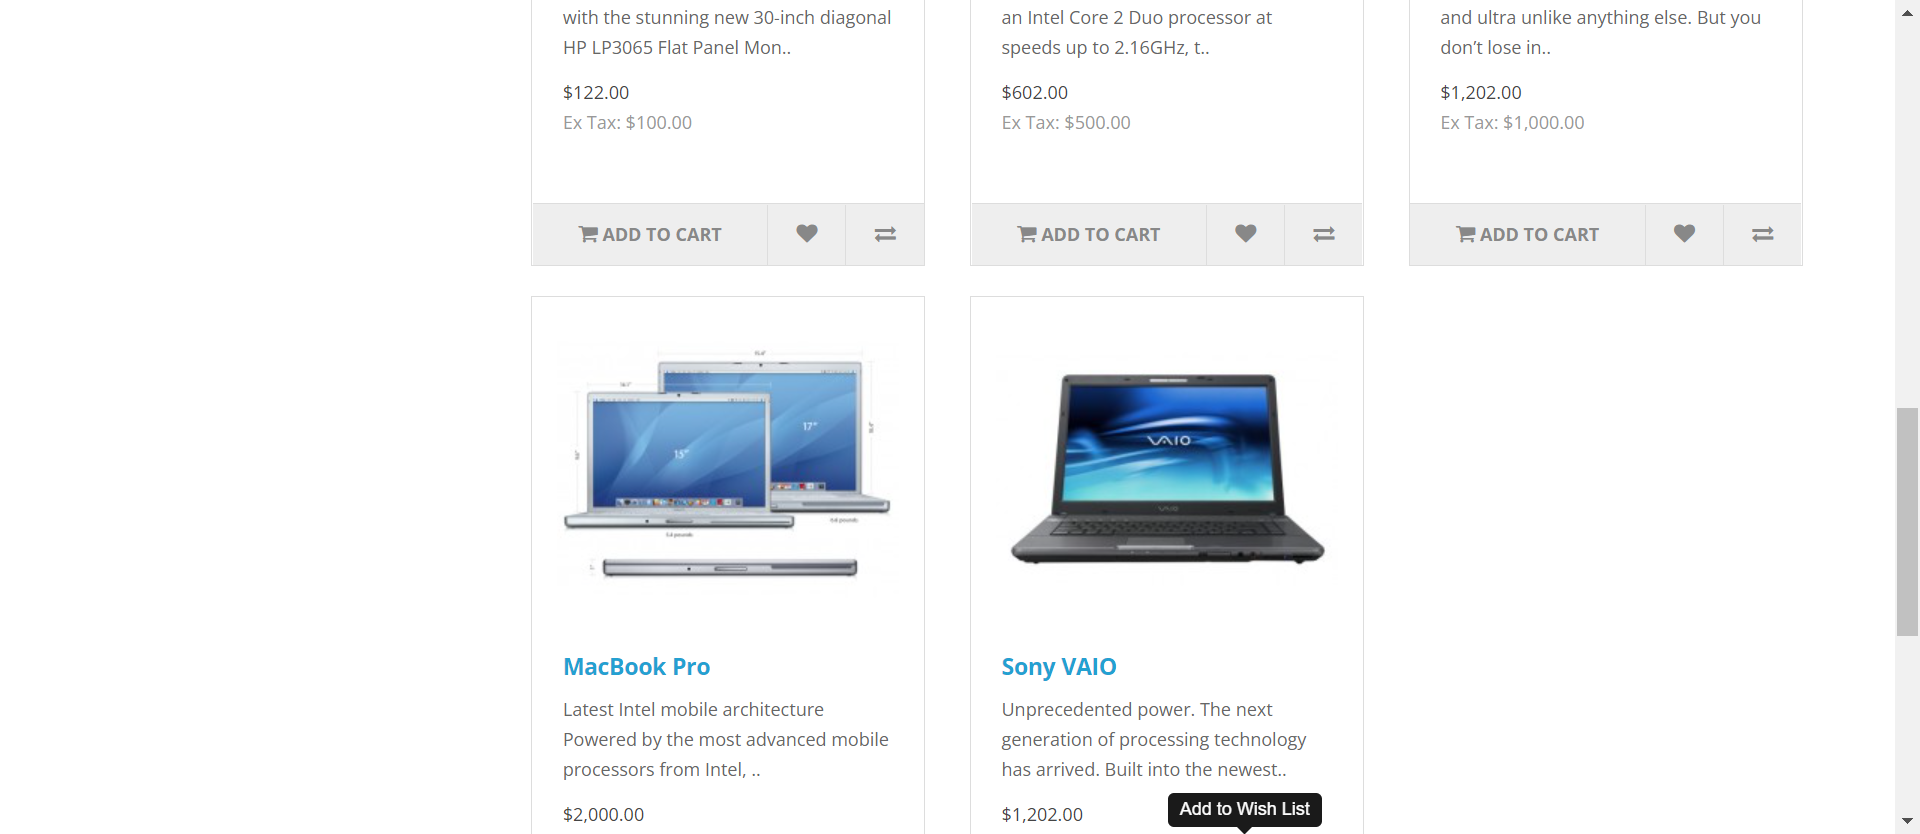 with the stunning new 30-inch diagonal
HP LP3065 Flat Panel Mon..
$122.00
Ex Tax: $100.00
ADD TO CART
an Intel Core 2 Duo processor at
speeds up to 2.16GHz, t..
$602.00
Ex Tax: $500.00
ADD TO CART
and ultra unlike anything else. But you
don’t lose in..
$1,202.00
Ex Tax: $1,000.00
ADD TO CART
17"
15"
MacBook Pro
Latest Intel mobile architecture
Powered by the most advanced mobile
processors from Intel, ..
$2,000.00
VAIO
VAIO
Sony VAIO
Unprecedented power. The next
generation of processing technology
has arrived. Built into the newest..
$1,202.00
Add to Wish List